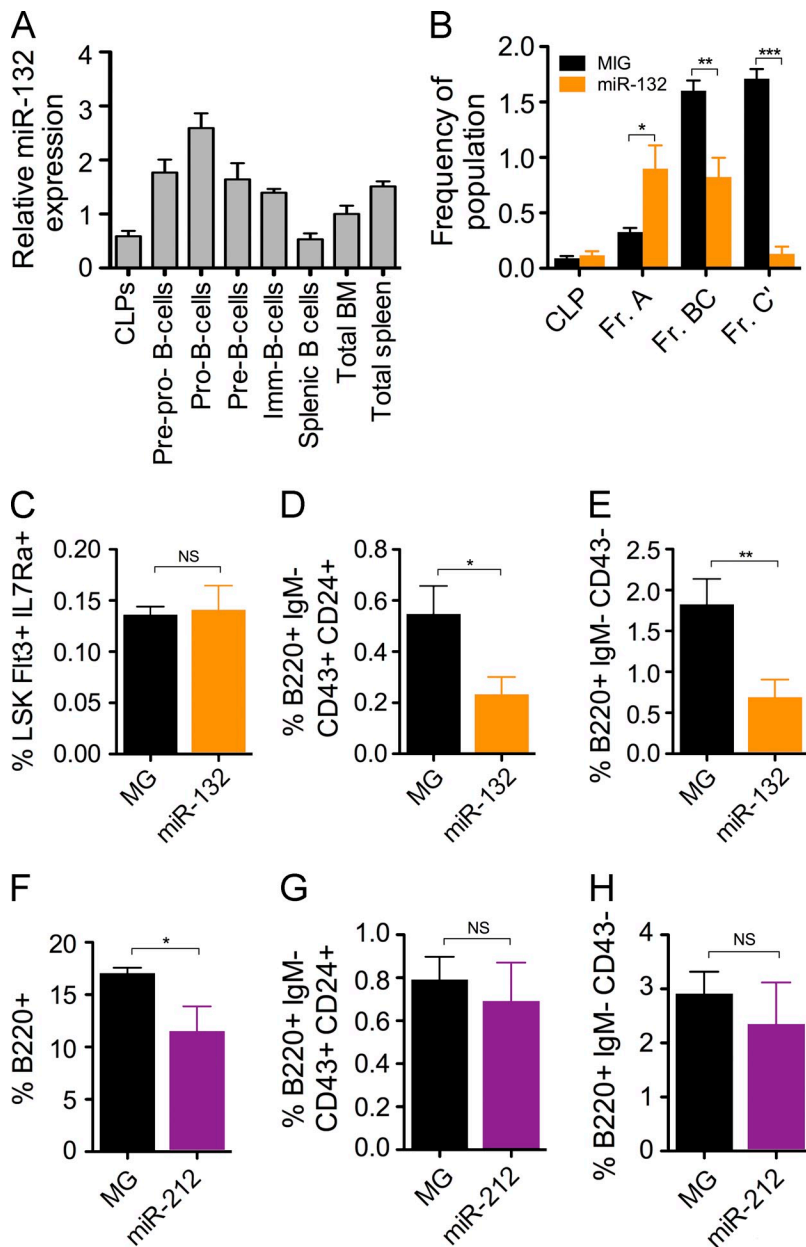 A
Relative miR-132
expression
4
3
2
1
0
CLPs
Pre-pro- B-cells
Pro-B-cells
Pre-B-cells
Imm-B-cells
Splenic B cells
Total BM
Total spleen
B
Frequency of
population
2.0
1.5
1.0
0.5
0.0
MIG
miR-132
*
**
***
CLP
Fr. A
Fr. BC
Fr. C'
C
% LSK Flt3+ IL7Ra+
0.20
0.15
0.10
0.05
0.00
NS
MG
miR-132
D
% B220+ IgM-
CD43+ CD24+
0.8
0.6
0.4
0.2
0.0
*
MG
miR-132
E
% B220+ IgM- CD43-
2.5
2.0
1.5
1.0
0.5
0.0
**
MG
miR-132
F
% B220+
20
15
10
5
0
*
MG
miR-212
G
% B220+ IgM-
CD43+ CD24+
1.0
0.8
0.6
0.4
0.2
0.0
NS
MG
miR-212
H
% B220+ IgM- CD43-
4
3
2
1
0
NS
MG
miR-212